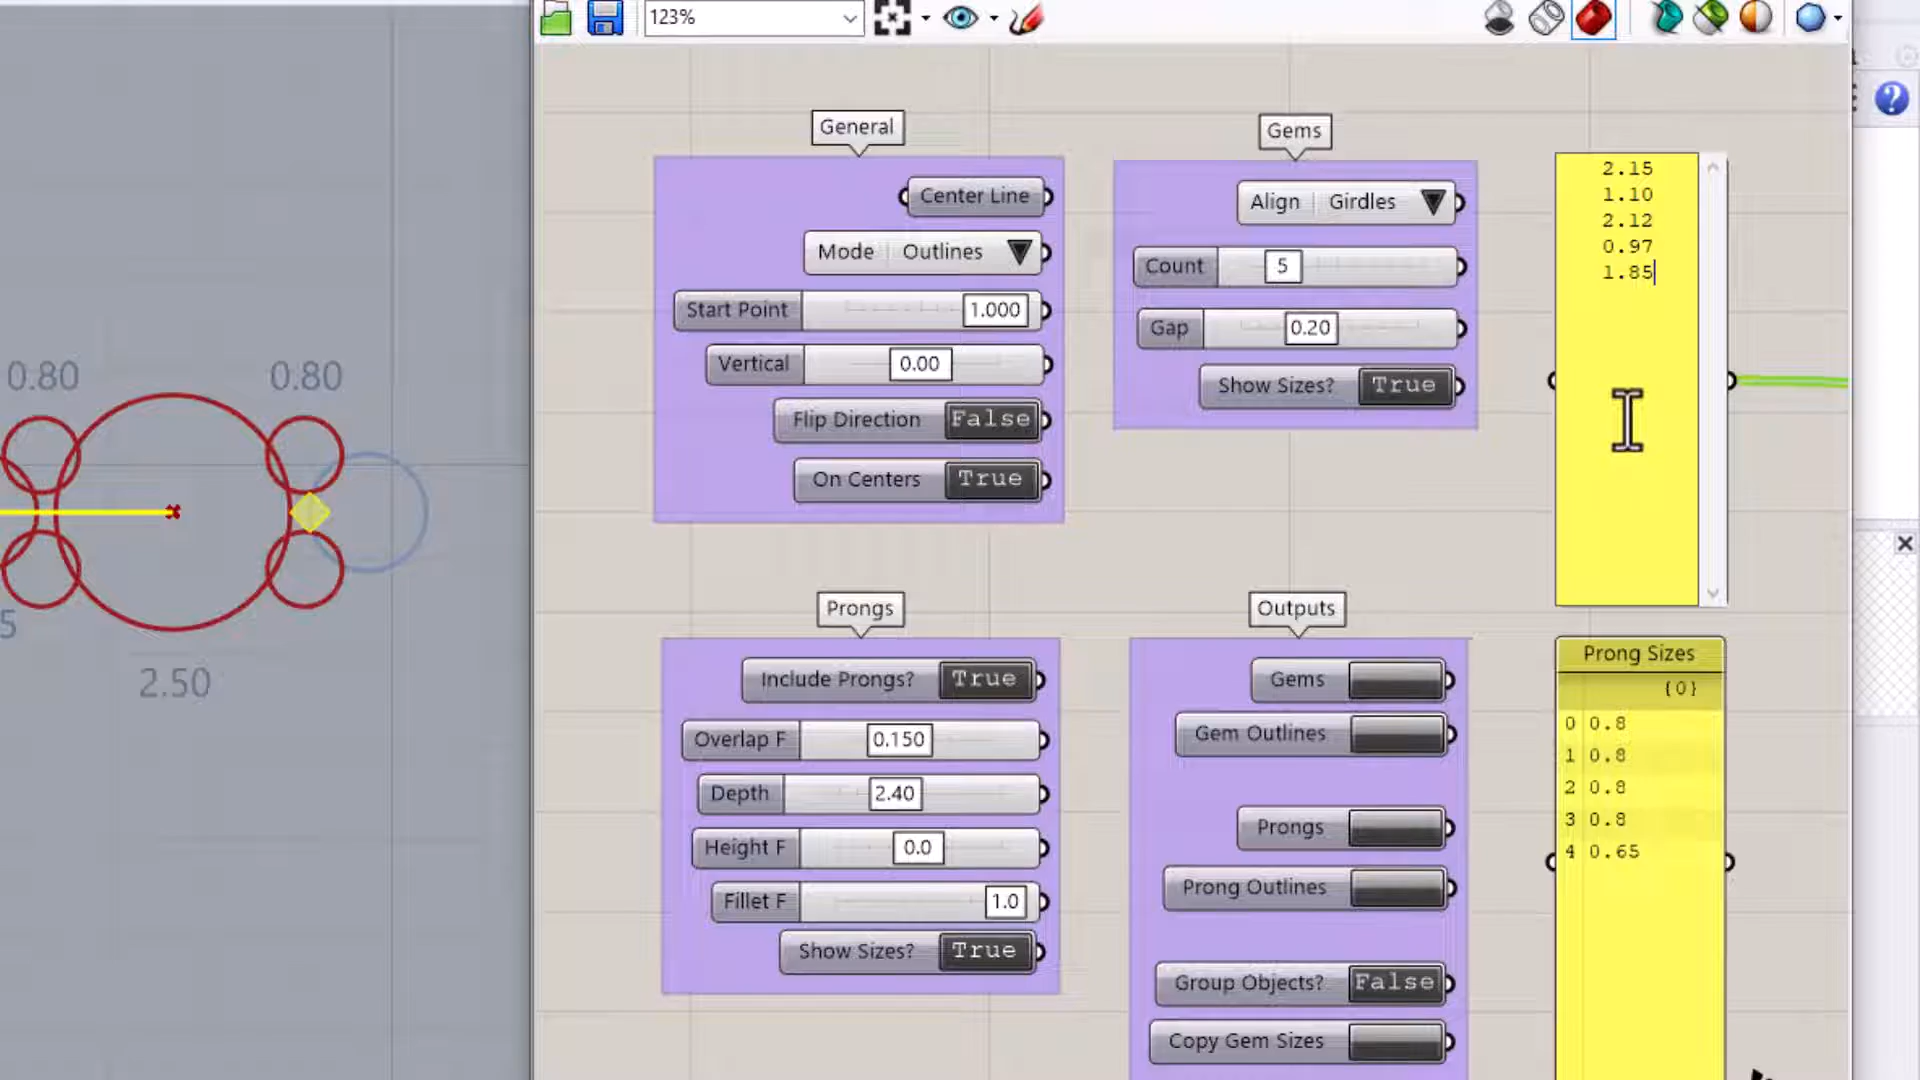 123%
General
Center Line
Mode Outlines
Start Point 1.000
Vertical 0.00
Flip Direction False
On Centers True
Gems
Align Girdles
Count 5
Gap 0.20
Show Sizes? True
2.15
1.10
2.12
0.97
1.85
0.80
0.80
5
2.50
Prongs
Include Prongs? True
Overlap F 0.150
Depth 2.40
Height F 0.0
Fillet F 1.0
Show Sizes? True
Outputs
Gems
Gem Outlines
Prongs
Prong Outlines
Group Objects? False
Copy Gem Sizes
Prong Sizes
{0}
0 0.8
1 0.8
2 0.8
3 0.8
4 0.65